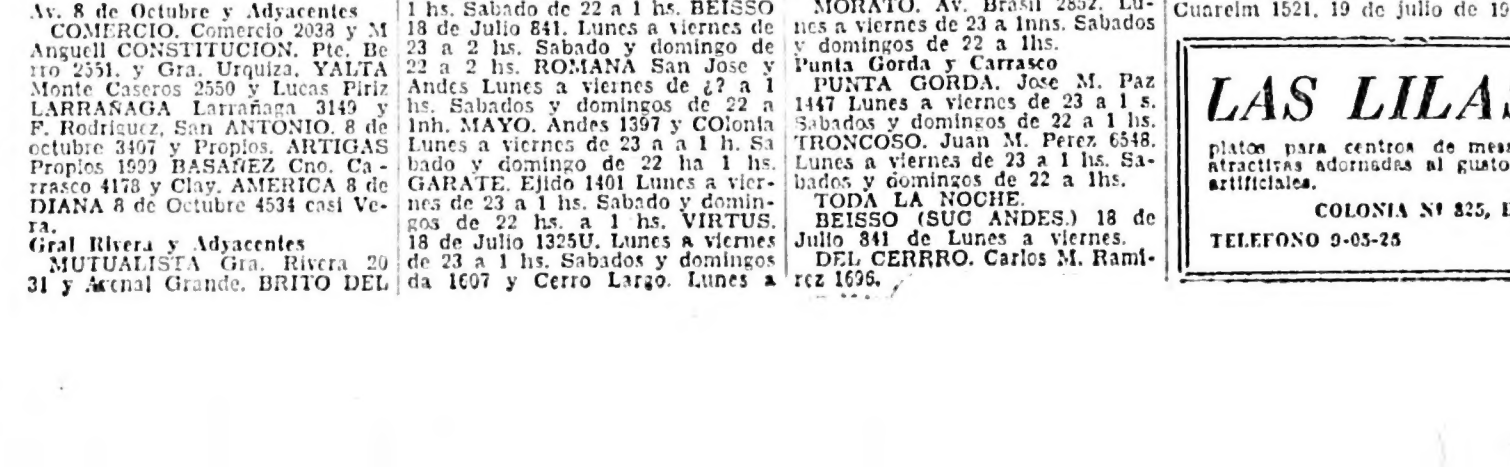 Av. 8 de Octubre y Adyacentes
COMERCIO. Comercio 2038 y M
Anguell CONSTITUCION. Pte. Be
rro 2551. y Gra. Urquiza. YALTA
Monte Caseros 2550 y Lucas Piriz
LARRAÑAGA Larrañaga 3149 y
F. Rodriguez, San ANTONIO. 8 de
octubre 3407 y Propios. ARTIGAS
Propios 1999 BASAÑEZ Cno. Ca -
rrasco 4178 y Clay. AMERICA 8 de
DIANA 8 de Octubre 4534 casi Ve-
ra.
Gral Rivera y Adyacentes
MUTUALISTA Gra. Rivera 20
31 y Arenal Grande. BRITO DEL
1 hs. Sabado de 22 a 1 hs. BEISSO
18 de Julio 841. Lunes a viernes de
23 a 2 hs. Sabado y domingo de
22 a 2 hs. ROMANA San Jose y
Andes Lunes a viernes de ¿? a 1
hs. Sabados y domingos de 22 a
1nh. MAYO. Andes 1397 y COlonia
Lunes a viernes de 23 a a 1 h. Sa
bado y domingo de 22 ha 1 hs.
GARATE. Ejido 1401 Lunes a vier-
nes de 23 a 1 hs. Sabado y domin-
gos de 22 hs. a 1 hs. VIRTUS.
18 de Julio 1325U. Lunes a viernes
de 23 a 1 hs. Sabados y domingos
da 1607 y Cerro Largo. Lunes a
MORATO. Av. Brasil 2852. Lu-
nes a viernes de 23 a 1nns. Sabados
y domingos de 22 a 1hs.
Punta Gorda y Carrasco
PUNTA GORDA. Jose M. Paz
1447 Lunes a viernes de 23 a 1 s.
Sabados y domingos de 22 a 1 hs.
TRONCOSO. Juan M. Perez 6548.
Lunes a viernes de 23 a 1 hs. Sa-
bados y domingos de 22 a 1hs.
TODA LA NOCHE.
BEISSO (SUC ANDES.) 18 de
Julio 841 de Lunes a viernes.
DEL CERRRO. Carlos M. Rami-
rez 1696.
Cuareim 1521. 19 de julio de 19
LAS LILAS
platos para centros de mes
atractivas adornadas al gusto
artificiales.
COLONIA Nº 825,
TELEFONO 9-05-25